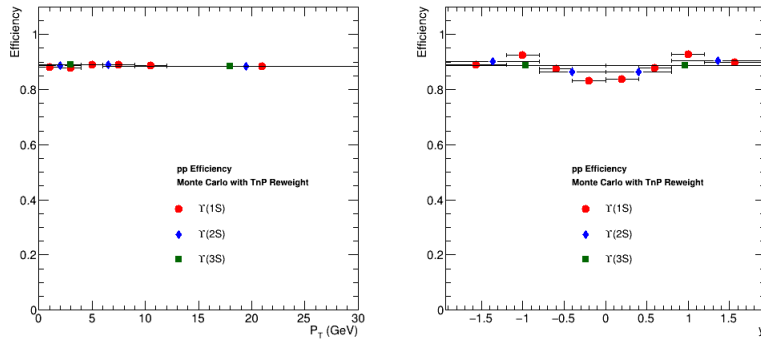 Efficiency
1
0.8
0.6
0.4
0.2
0
pp Efficiency
Monte Carlo with TnP Reweight
ϒ(1S)
ϒ(2S)
ϒ(3S)
0 5 10 15 20 25 30
P_T (GeV)
Efficiency
1
0.8
0.6
0.4
0.2
0
pp Efficiency
Monte Carlo with TnP Reweight
ϒ(1S)
ϒ(2S)
ϒ(3S)
−1.5 −1 −0.5 0 0.5 1 1.5
y